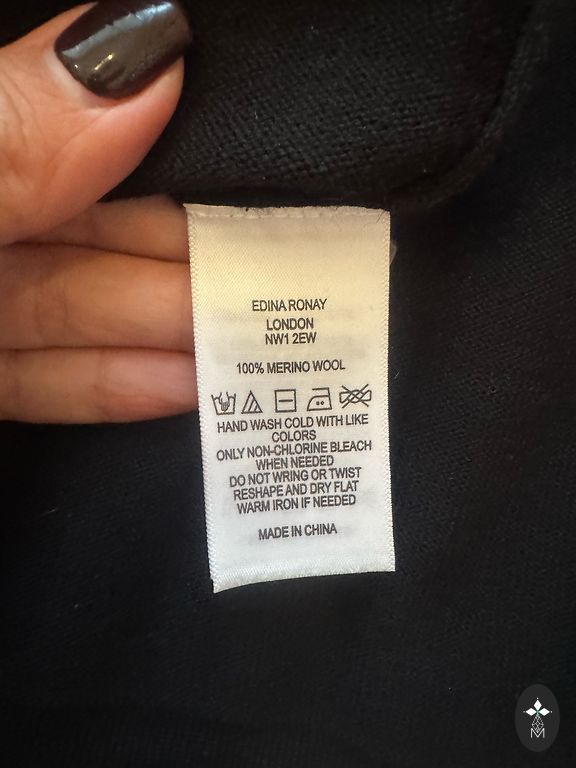 EDINA RONAY
LONDON
NW1 2EW
100% MERINO WOOL
HAND WASH COLD WITH LIKE
COLORS
ONLY NON-CHLORINE BLEACH
WHEN NEEDED
DO NOT WRING OR TWIST
RESHAPE AND DRY FLAT
WARM IRON IF NEEDED
MADE IN CHINA